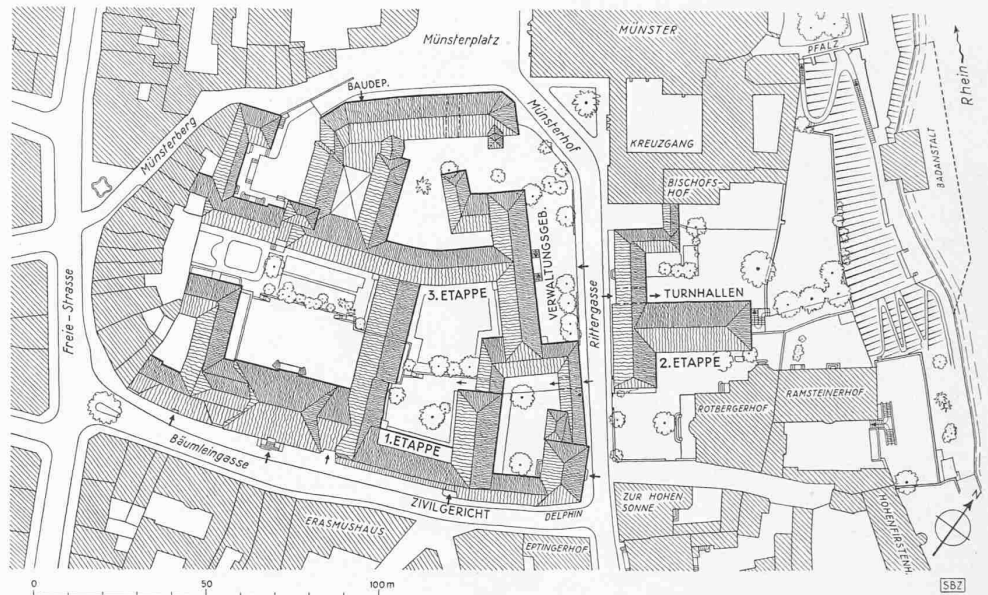 Münsterplatz
MÜNSTER
PFALZ
Rhein
BAUDEP.
Münsterhof
Münsterberg
KREUZGANG
BADANSTALT
BISCHOFS-
HOF
VERWALTUNGSGEB.
TURNHALLEN
3. ETAPPE
Freie-Strasse
Rittergasse
2. ETAPPE
ROTBERGERHOF
RAMSTEINERHOF
1. ETAPPE
Bäumleingasse
ZIVILGERICHT
DELPHIN
ZUR HOHEN
SONNE
HOHENFIRSTENH.
ERASMUSHAUS
EPTINGERHOF
N
0 50 100 m
SBZ